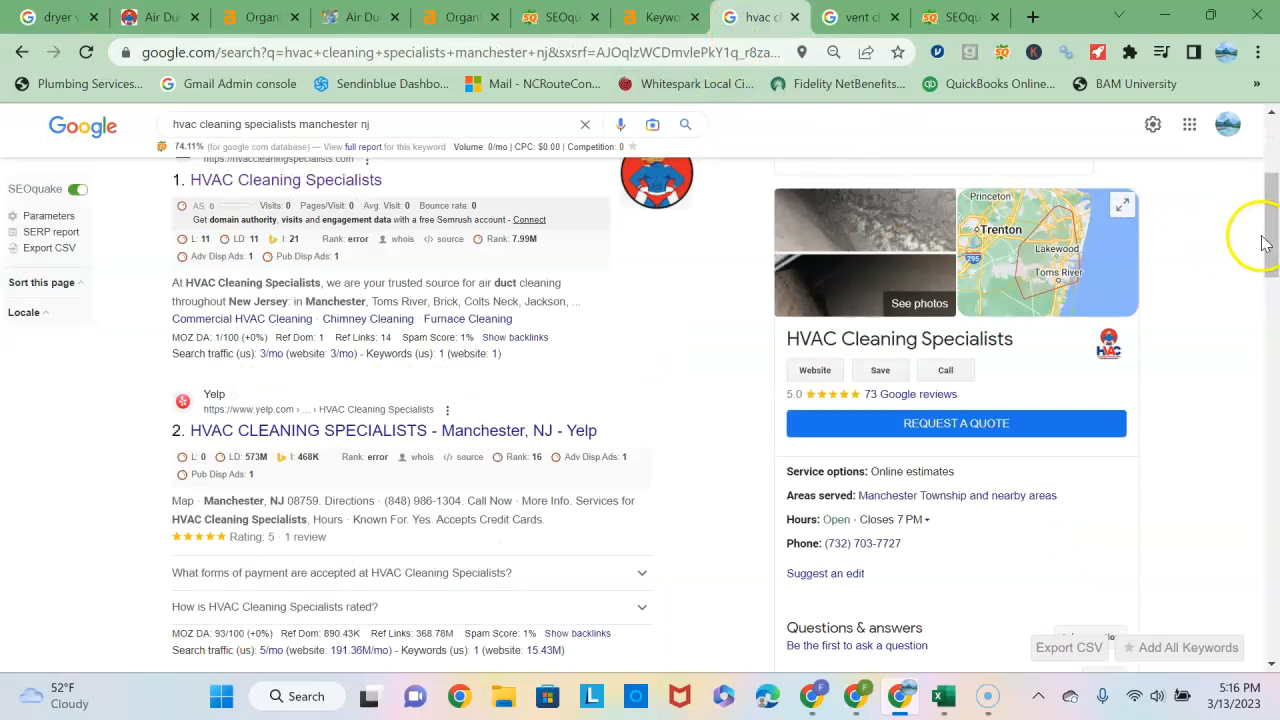 dryer
Air Du
Air Du
Organ
Organ
SEOqu
Keywo
hvac cl
vent cl
SEOqu
google.com/search?q=hvac+cleaning+specialists+manchester+nj&sxsrf=AJOqlzWCDmvlePkY1q_r8za...
Plumbing Services...
Gmail Ad console
Sendinblue Dashbo...
Mail - NCRouteCon...
Whitespark Local Ci...
NetBenefits...
QuickBooks Online...
BAM University
»
Google
hvac cleaning specialists manchester nj
74.11% (for google.com database) — View full report for this keyword Volume: 0/mo | CPC: $0.00 | Competition: 0
SEOquake
Parameters
SERP report
Export CSV
Sort this page
Locale
https://hvaccleaningspecialists.com
1. HVAC Cleaning Specialists
AS: 0 Visits: 0 Pages/Visit: 0 Avg. Visit: 0 Bounce rate: 0
Get domain authority, visits and engagement data with a free Semrush account - Connect
L: 11 LD: 11 I: 21 Rank: error whois source Rank: 7.99M
Adv Disp Ads: 1 Pub Disp Ads: 1
At HVAC Cleaning Specialists, we are your trusted source for air duct cleaning
throughout New Jersey: in Manchester, Toms River, Brick, Colts Neck, Jackson, ...
Commercial HVAC Cleaning · Chimney Cleaning · Furnace Cleaning
MOZ DA: 1/100 (+0%) Ref Dom: 1 Ref Links: 14 Spam Score: 1% Show backlinks
Search traffic (us): 3/mo (website: 3/mo) - Keywords (us): 1 (website: 1)
Yelp
https://www.yelp.com › ... › HVAC Cleaning Specialists
2. HVAC CLEANING SPECIALISTS - Manchester, NJ - Yelp
L: 0 LD: 573M I: 468K Rank: error whois source Rank: 16 Adv Disp Ads: 1
Pub Disp Ads: 1
Map · Manchester, NJ 08759. Directions · (848) 986-1304. Call Now · More Info. Services for
HVAC Cleaning Specialists, Hours · Known For. Yes. Accepts Credit Cards.
Rating: 5 · 1 review
What forms of payment are accepted at HVAC Cleaning Specialists?
How is HVAC Cleaning Specialists rated?
MOZ DA: 93/100 (+0%) Ref Dom: 890.43K Ref Links: 368.78M Spam Score: 1% Show backlinks
Search traffic (us): 5/mo (website: 191.36M/mo) - Keywords (us): 1 (website: 15.43M)
Princeton
Trenton
295
Lakewood
Toms River
See photos
HVAC Cleaning Specialists
HVAC
Website
Save
Call
5.0 73 Google reviews
REQUEST A QUOTE
Service options: Online estimates
Areas served: Manchester Township and nearby areas
Hours: Open · Closes 7 PM
Phone: (732) 703-7727
Suggest an edit
Questions & answers
Be the first to ask a question
Export CSV
Add All Keywords
52°F
Cloudy
Search
5:16 PM
3/13/2023